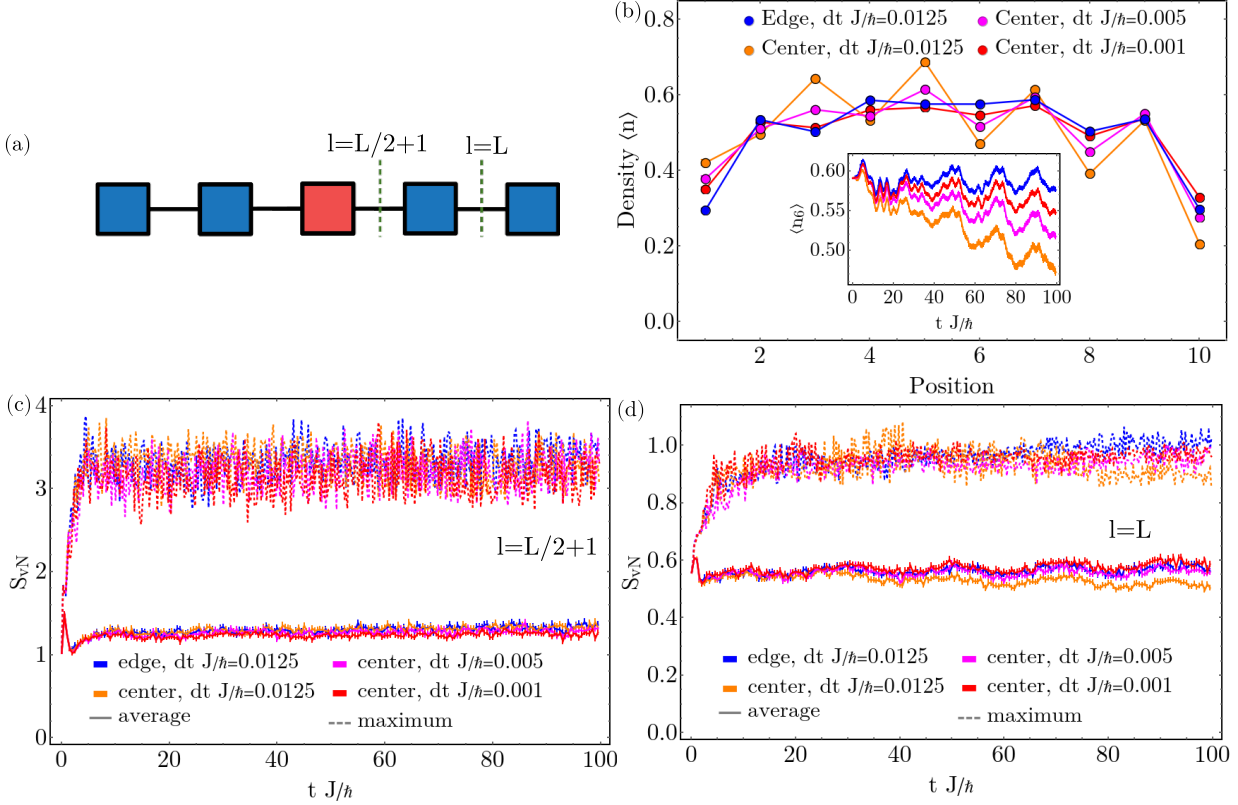 (a)
l=L/2+1
l=L
(b)
Edge, dt J/ℏ=0.0125
Center, dt J/ℏ=0.005
Center, dt J/ℏ=0.0125
Center, dt J/ℏ=0.001
Density ⟨n⟩
0.8
0.6
0.4
0.2
0.0
2
4
6
8
10
Position
⟨n₆⟩
0.60
0.55
0.50
0
20
40
60
80
100
t J/ℏ
(c)
SvN
4
3
2
1
0
l=L/2+1
edge, dt J/ℏ=0.0125
center, dt J/ℏ=0.005
center, dt J/ℏ=0.0125
center, dt J/ℏ=0.001
average
maximum
0
20
40
60
80
100
t J/ℏ
(d)
SvN
1.0
0.8
0.6
0.4
0.2
0.0
l=L
edge, dt J/ℏ=0.0125
center, dt J/ℏ=0.005
center, dt J/ℏ=0.0125
center, dt J/ℏ=0.001
average
maximum
0
20
40
60
80
100
t J/ℏ